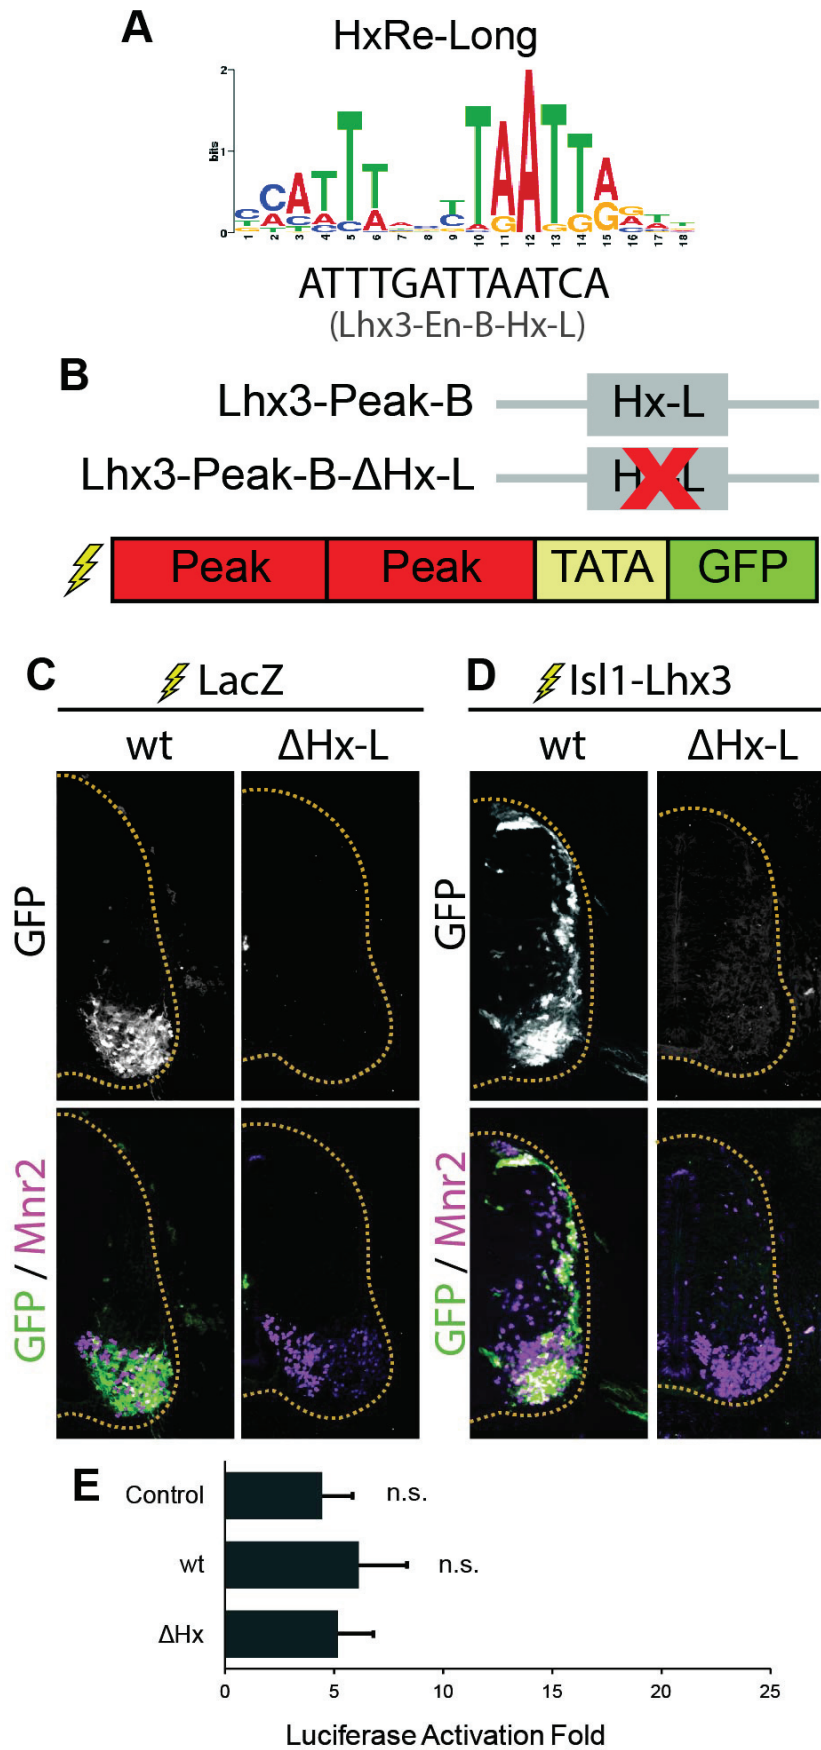 A
HxRe-Long
2
bits
1
0
1 2 3 4 5 6 7 8 9 10 11 12 13 14 15 16 17 18
ATTTGATTAATCA
(Lhx3-En-B-Hx-L)
B
Lhx3-Peak-B
Hx-L
Lhx3-Peak-B-ΔHx-L
Peak Peak TATA GFP
C
LacZ
wt ΔHx-L
D
Isl1-Lhx3
wt ΔHx-L
GFP
GFP
GFP / Mnr2
GFP / Mnr2
E
Control n.s.
wt n.s.
ΔHx
0 5 10 15 20 25
Luciferase Activation Fold